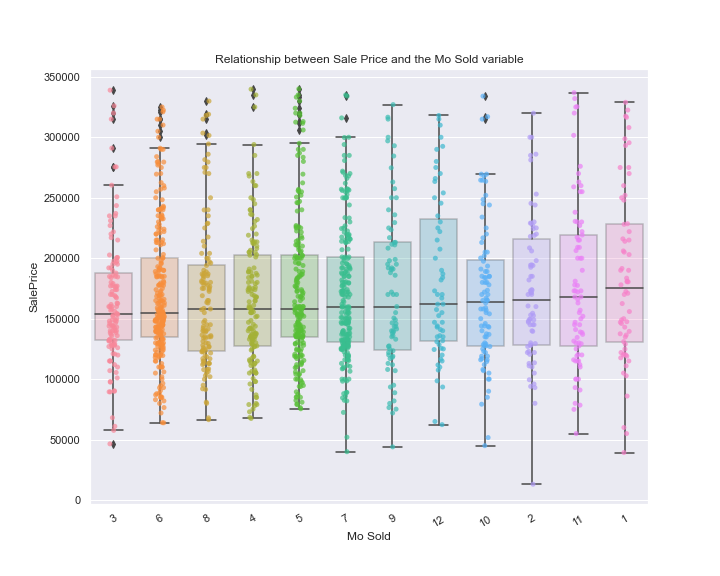 Relationship between Sale Price and the Mo Sold variable
350000
300000
250000
200000
150000
100000
50000
0
SalePrice
3 6 8 4 5 7 9 12 10 2 11 1
Mo Sold